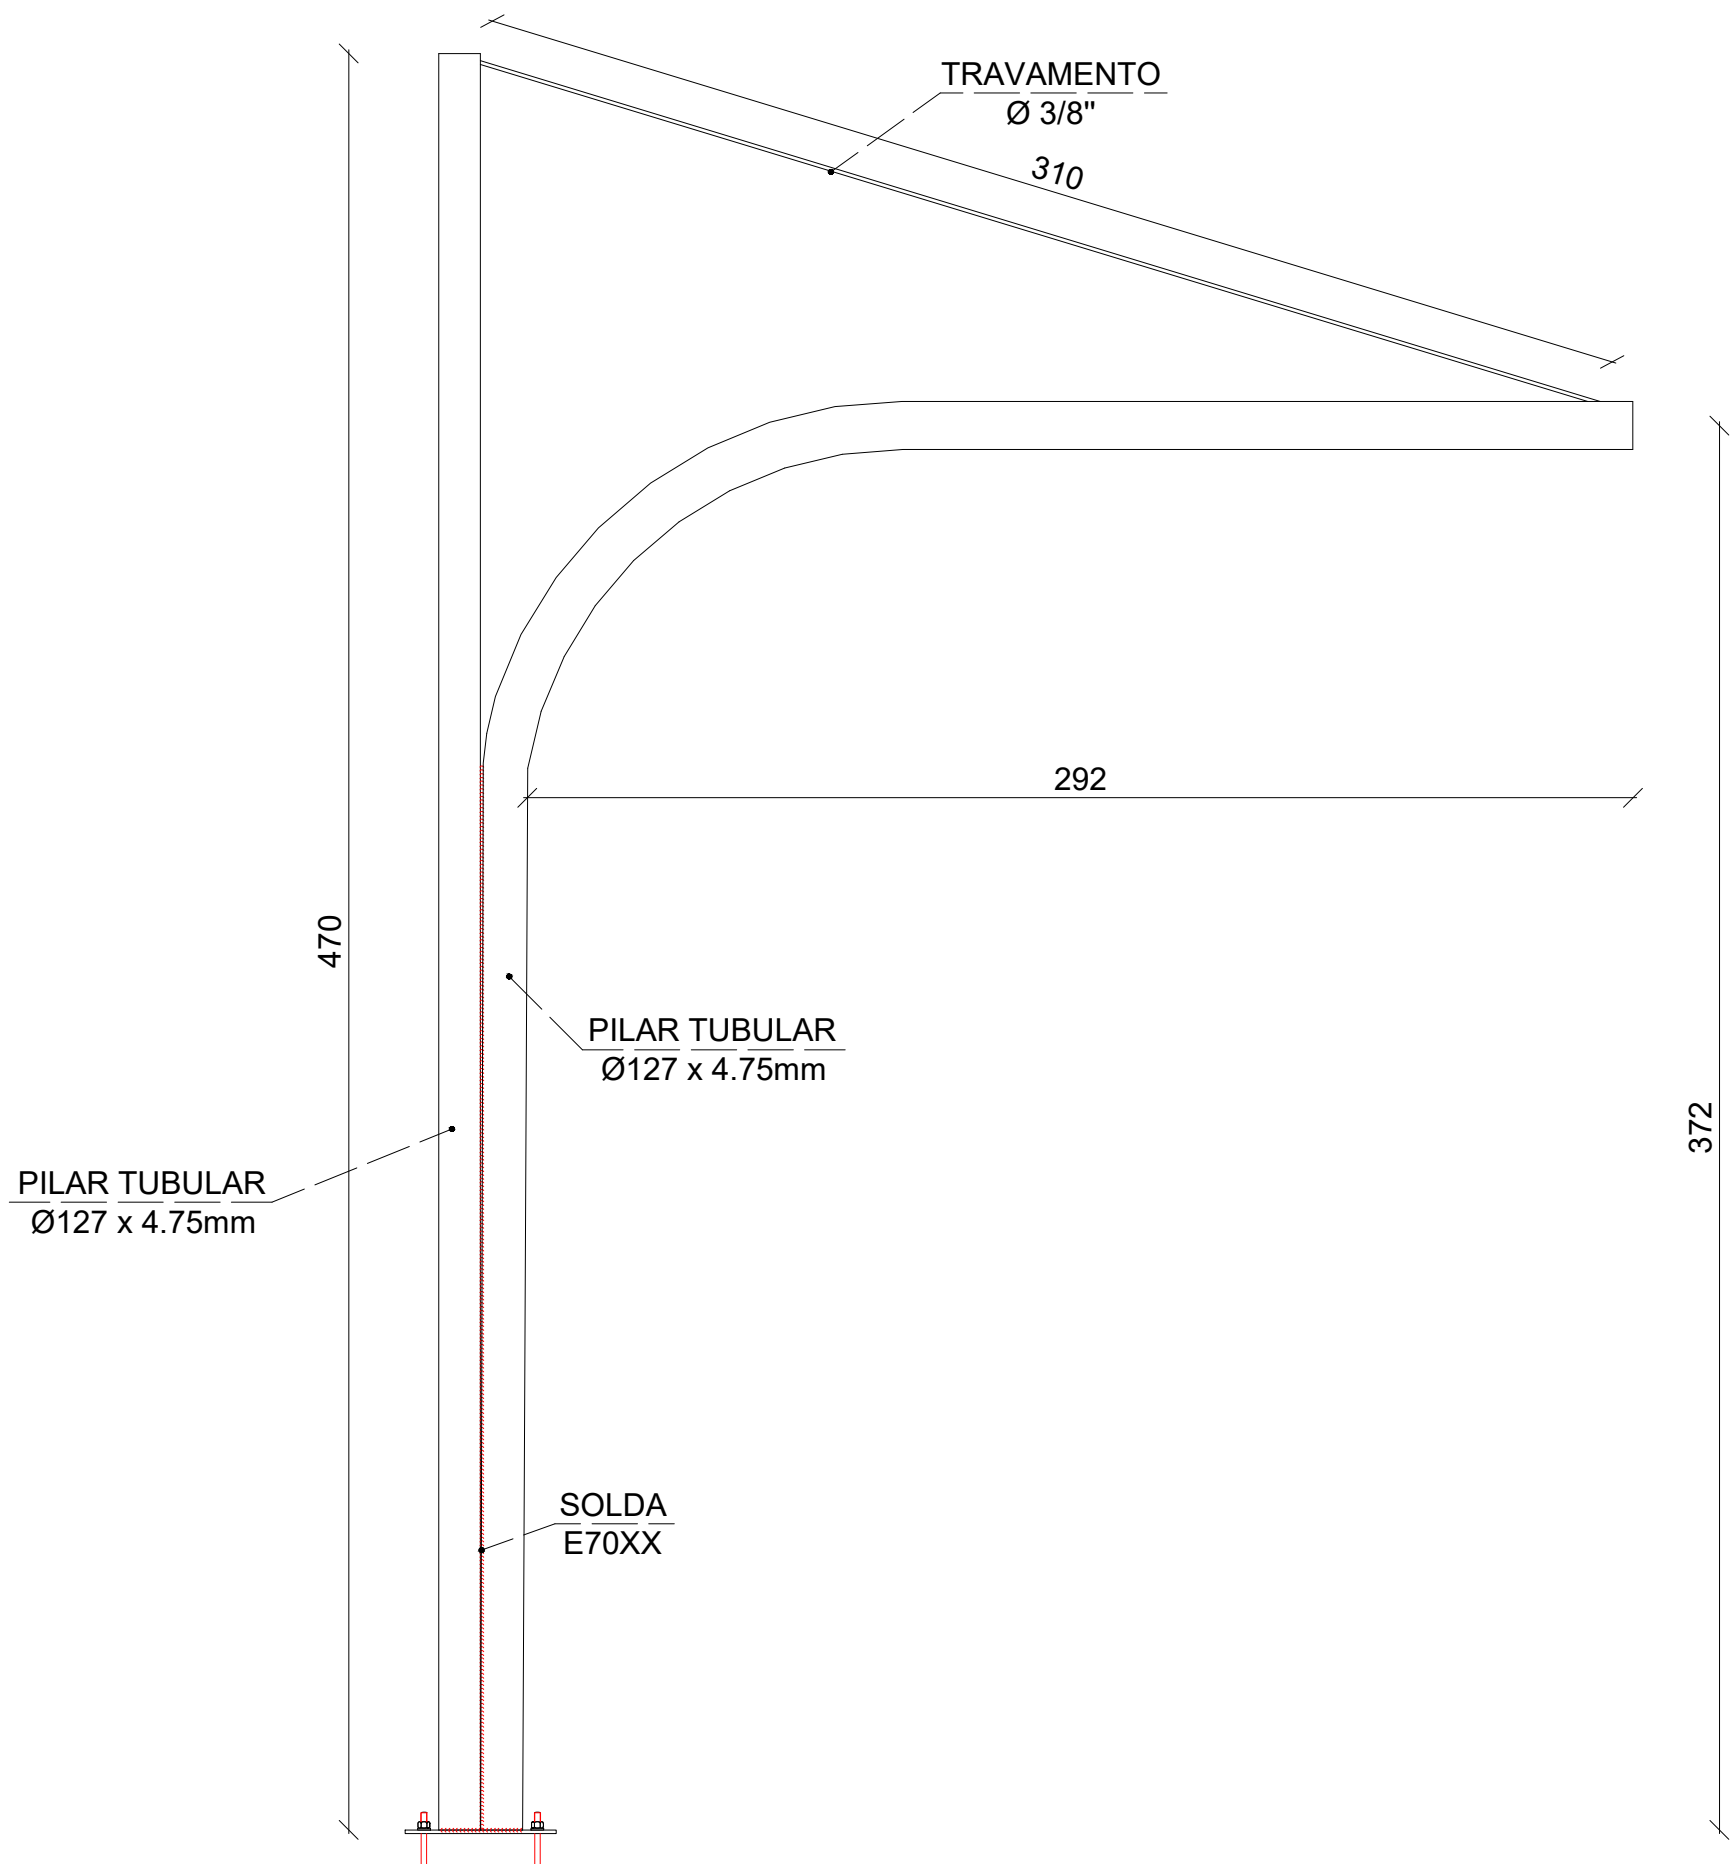 TRAVAMENTO
Ø 3/8"
310
292
470
PILAR TUBULAR
Ø127 x 4.75mm
372
PILAR TUBULAR
Ø127 x 4.75mm
SOLDA
E70XX